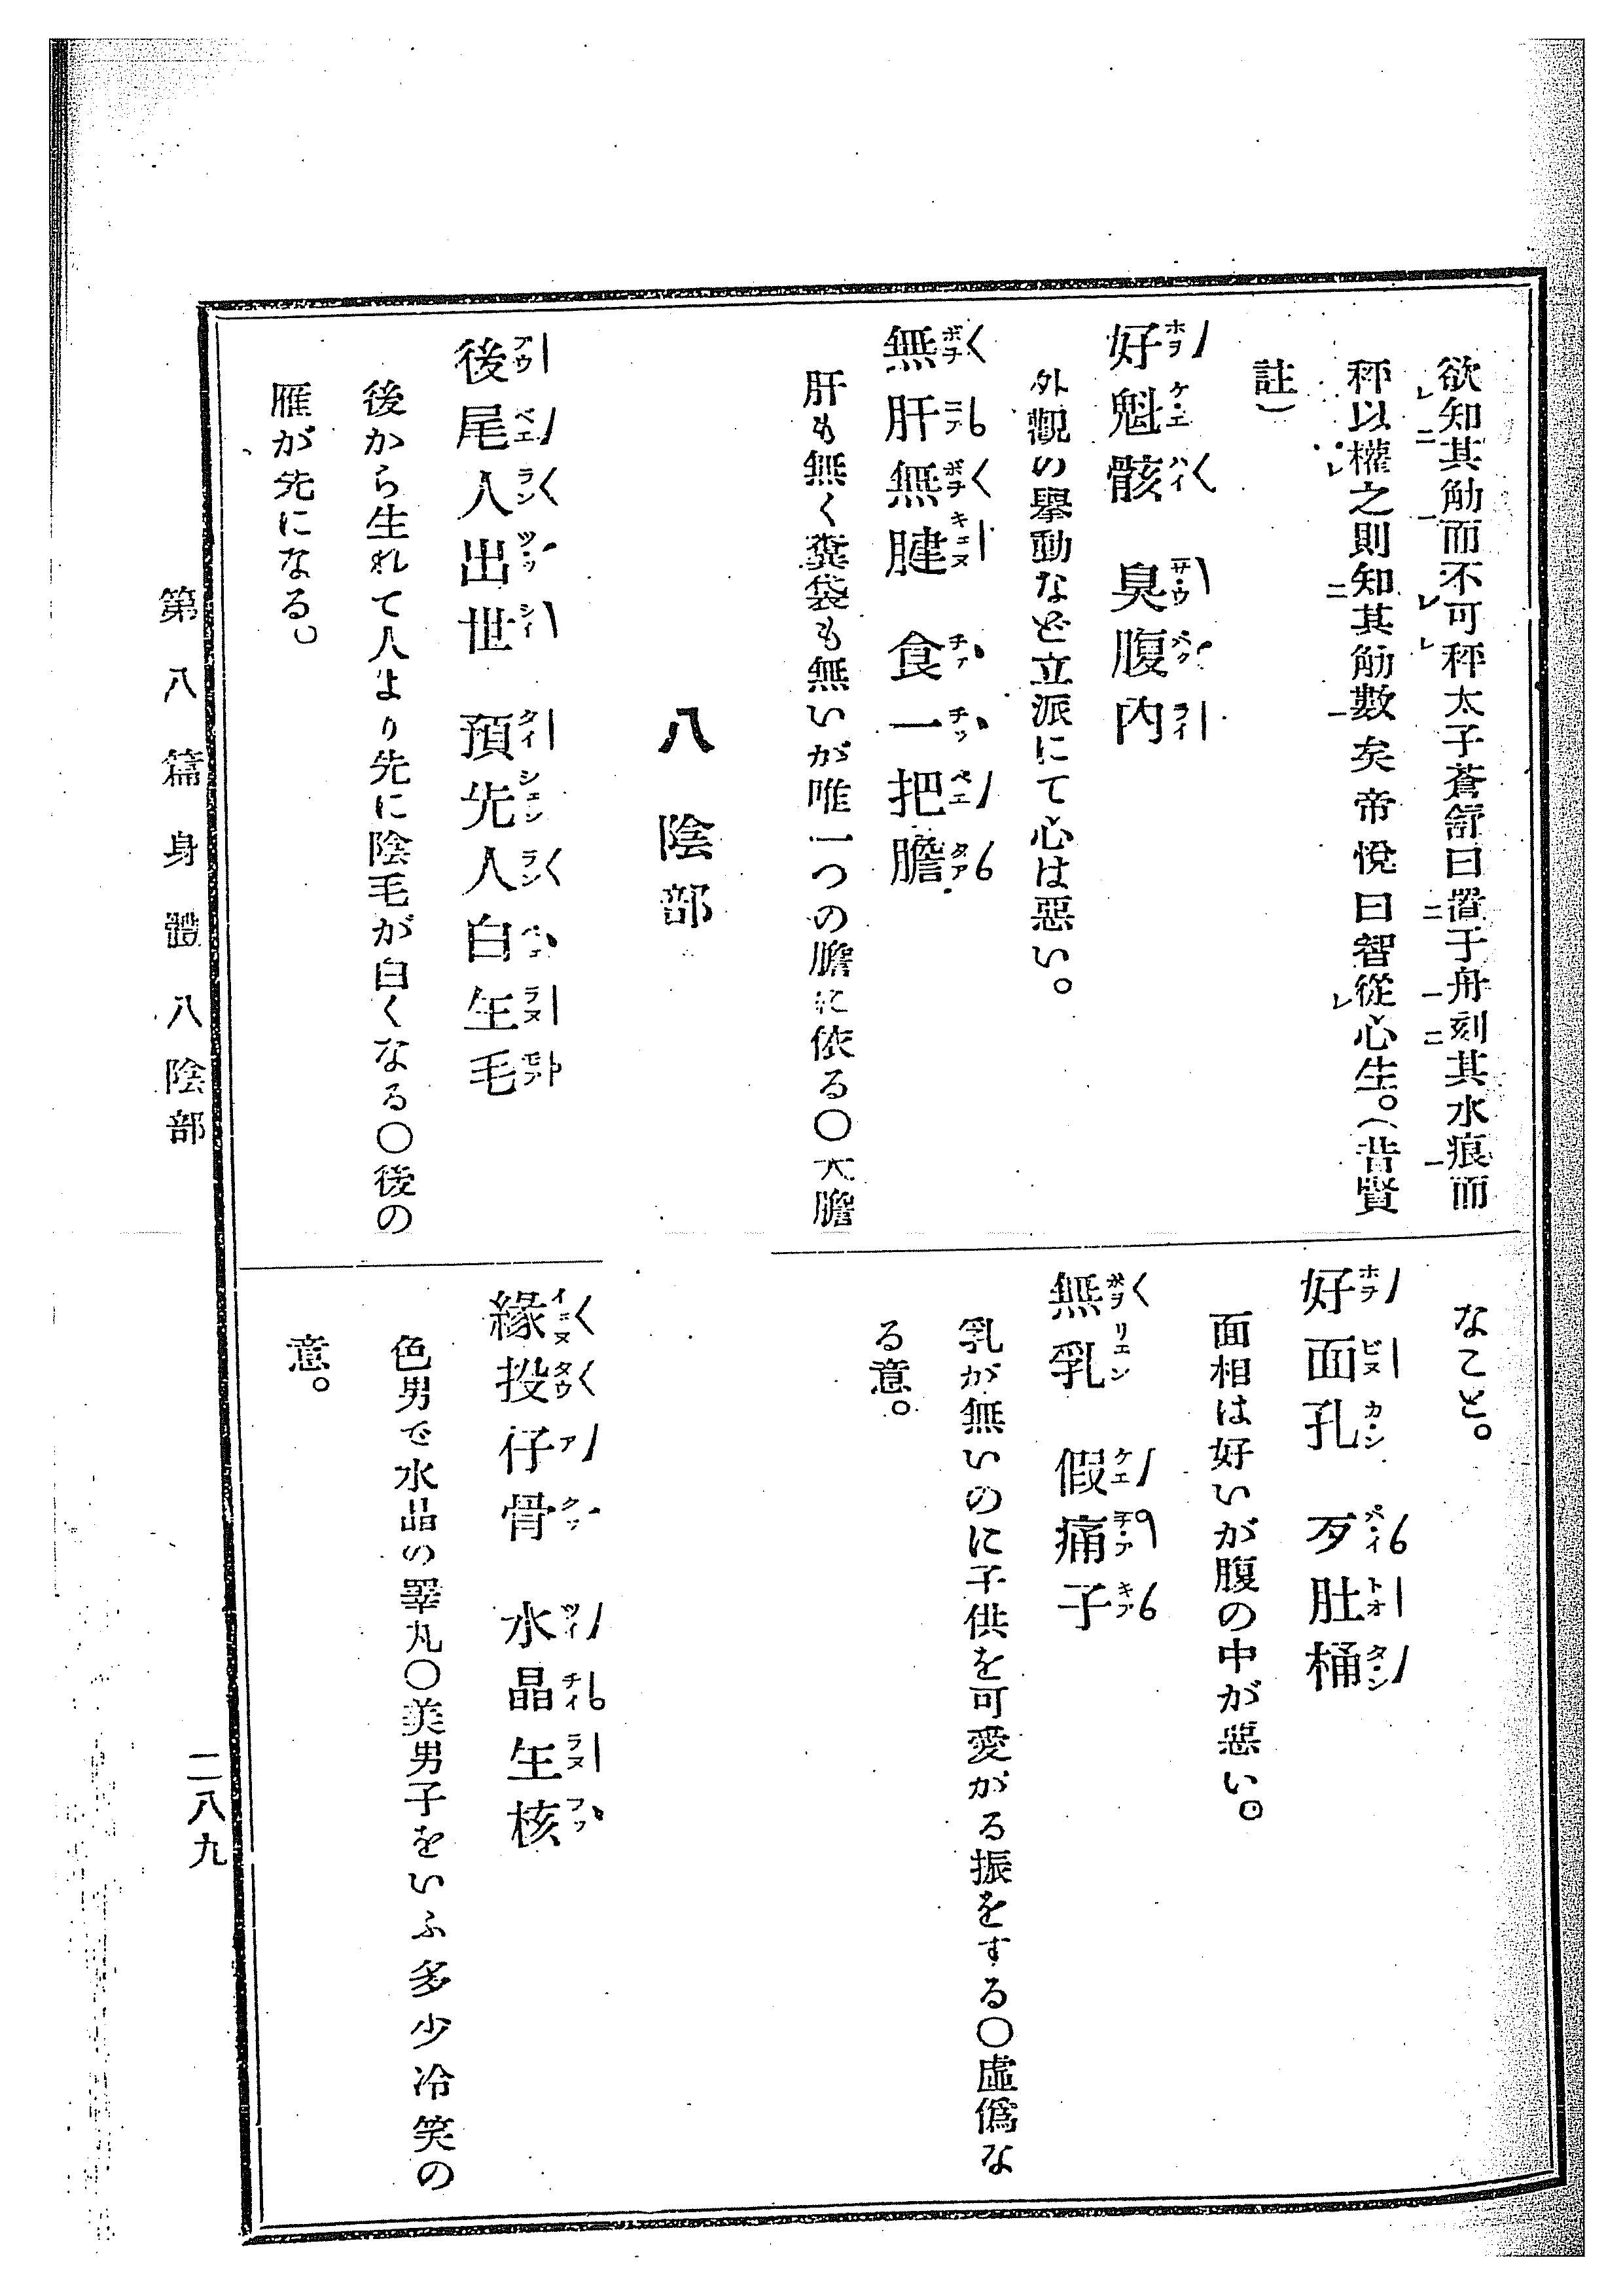 欲知其觔而不可秤太子蒼舒曰置于舟刻其水痕而
秤以權之則知其觔數矣帝悅曰智從心生。(昔賢
註)
好魁骸 臭腹內
外觀の擧動など立派にて心は惡い。
無肝無腱 食一把膽
肝も無く糞袋も無いが唯一つの膽に依る〇大膽
なこと。
好面孔 歹肚桶
面相は好いが腹の中が惡い。
無乳 假痛子
乳が無いのに子供を可愛がる振をする〇虛僞な
る意。
八 陰部
後尾人出世 預先人白生毛
後から生れて人より先に陰毛が白くなる〇後の
雁が先になる。
緣投仔骨 水晶生核
色男で水晶の睪丸〇美男子をいふ多少冷笑の
意。
第八篇 身體 八 陰部
二八九